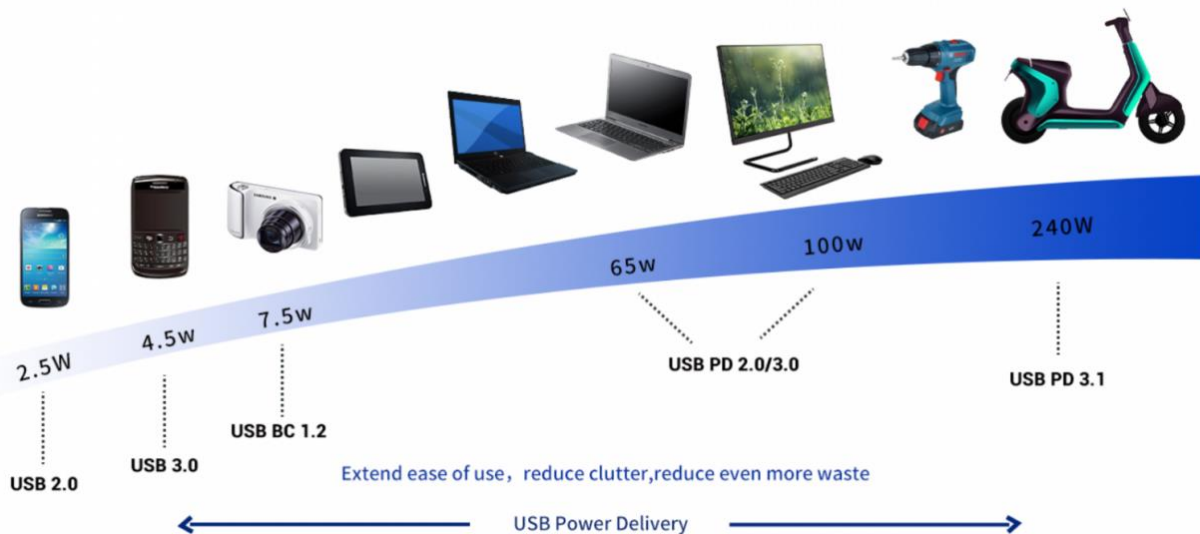 2.5W
4.5w
7.5w
65w
100w
240W
USB 2.0
USB 3.0
USB BC 1.2
USB PD 2.0/3.0
USB PD 3.1
Extend ease of use，reduce clutter,reduce even more waste
USB Power Delivery